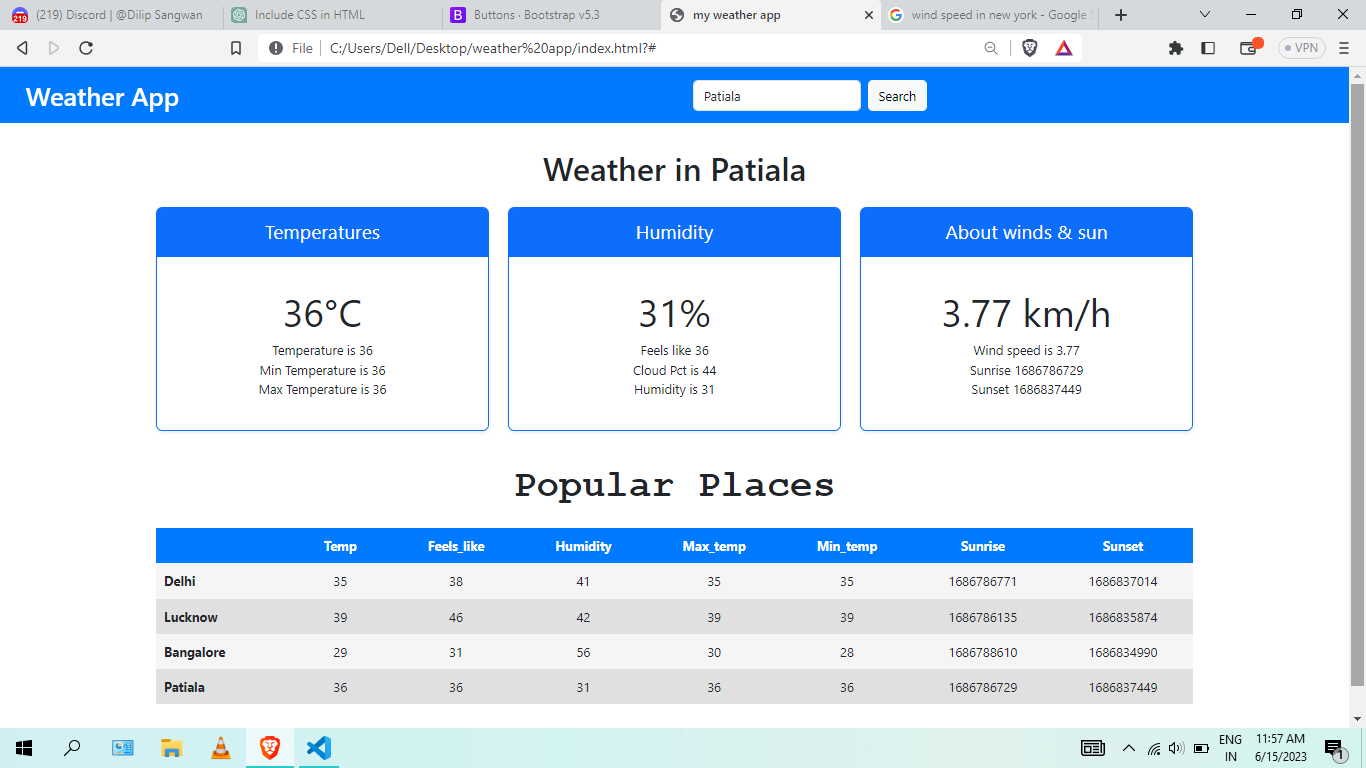 (219) Discord | @Dilip Sangwan
Include CSS in HTML
Buttons · Bootstrap v5.3
my weather app
wind speed in new york - Google
File
C:/Users/Dell/Desktop/weather%20app/index.html?#
VPN
Weather App
Patiala
Search
Weather in Patiala
Temperatures
36°C
Temperature is 36
Min Temperature is 36
Max Temperature is 36
Humidity
31%
Feels like 36
Cloud Pct is 44
Humidity is 31
About winds & sun
3.77 km/h
Wind speed is 3.77
Sunrise 1686786729
Sunset 1686837449
Popular Places
Temp Feels_like Humidity Max_temp Min_temp Sunrise Sunset
Delhi 35 38 41 35 35 1686786771 1686837014
Lucknow 39 46 42 39 39 1686786135 1686835874
Bangalore 29 31 56 30 28 1686788610 1686834990
Patiala 36 36 31 36 36 1686786729 1686837449
ENG
IN
11:57 AM
6/15/2023
1